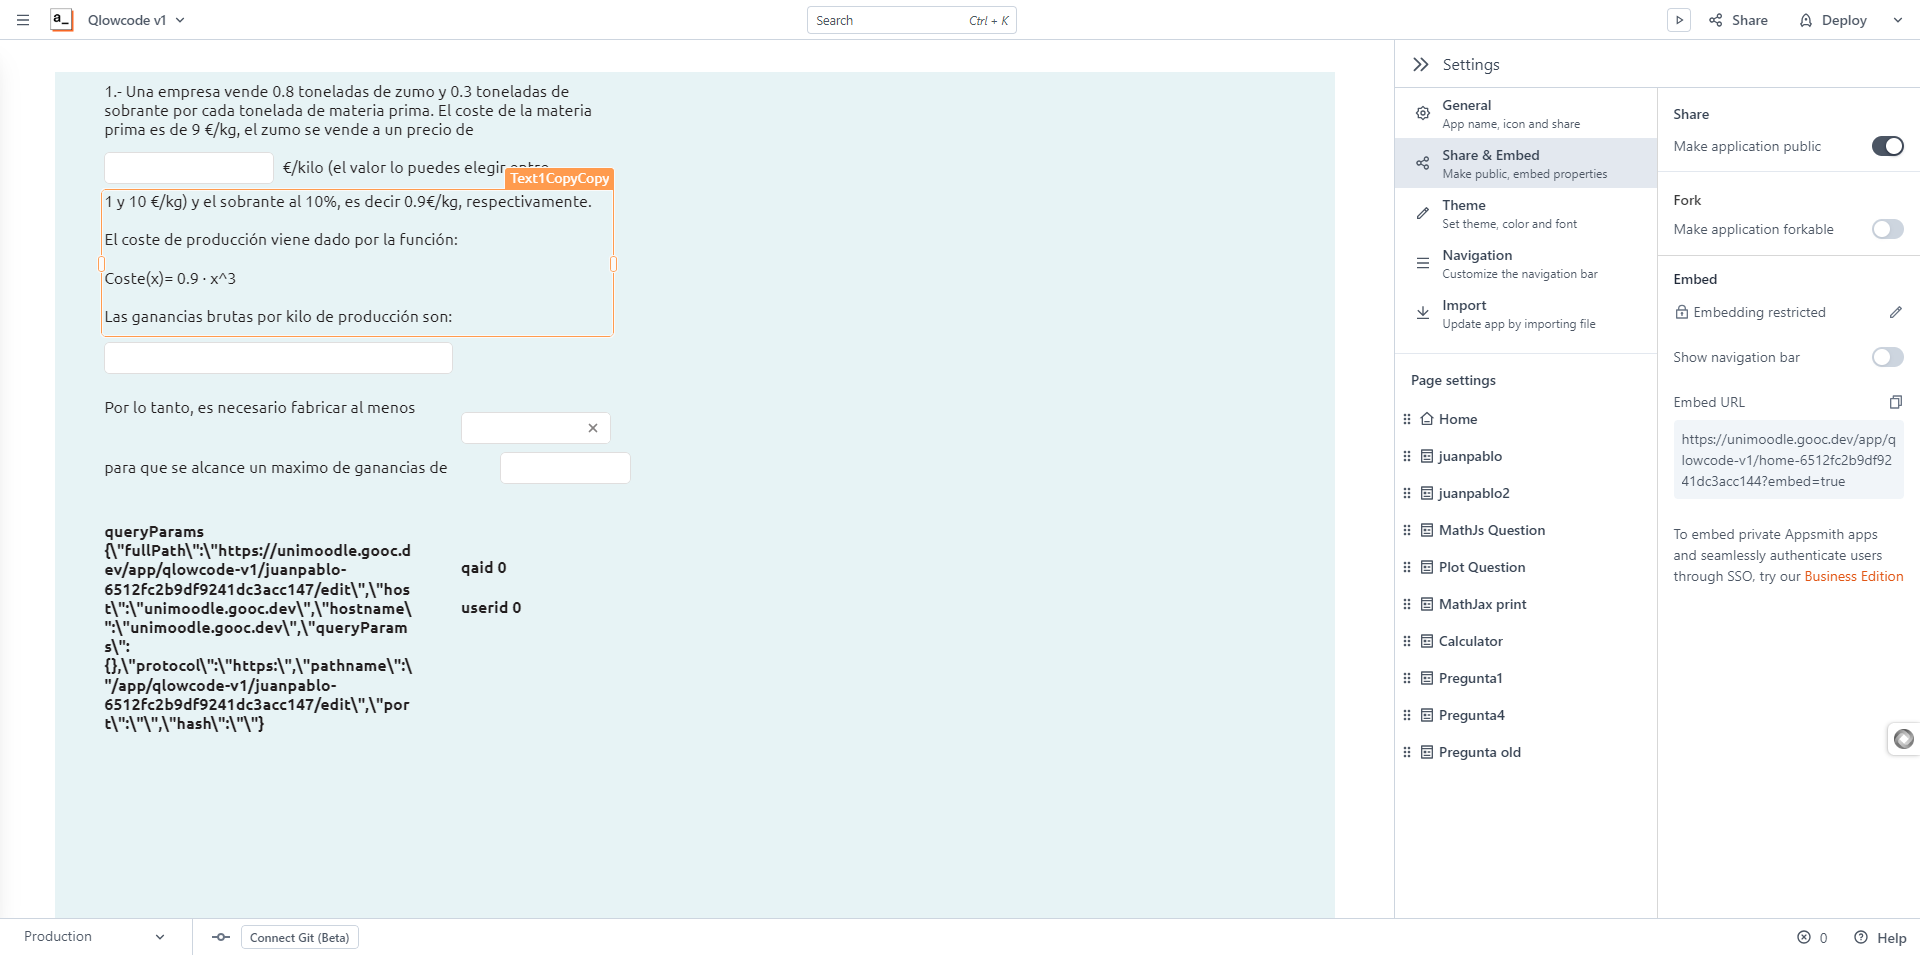 a_ Qlowcode v1
Search Ctrl + K
Share Deploy
1.- Una empresa vende 0.8 toneladas de zumo y 0.3 toneladas de
sobrante por cada tonelada de materia prima. El coste de la materia
prima es de 9 €/kg, el zumo se vende a un precio de
€/kilo (el valor lo puedes elegir entre
Text1CopyCopy
1 y 10 €/kg) y el sobrante al 10%, es decir 0.9€/kg, respectivamente.
El coste de producción viene dado por la función:
Coste(x)= 0.9 · x^3
Las ganancias brutas por kilo de producción son:
Por lo tanto, es necesario fabricar al menos
para que se alcance un maximo de ganancias de
queryParams
{\"fullPath\":\"https://unimoodle.gooc.d
ev/app/qlowcode-v1/juanpablo-
6512fc2b9df9241dc3acc147/edit\",\"hos
t\":\"unimoodle.gooc.dev\",\"hostname\
":\"unimoodle.gooc.dev\",\"queryParam
s\":
{},\"protocol\":\"https:\",\"pathname\":\
"/app/qlowcode-v1/juanpablo-
6512fc2b9df9241dc3acc147/edit\",\"por
t\":\"\",\"hash\":\"\"}
qaid 0
userid 0
Settings
General
App name, icon and share
Share & Embed
Make public, embed properties
Theme
Set theme, color and font
Navigation
Customize the navigation bar
Import
Update app by importing file
Page settings
Home
juanpablo
juanpablo2
MathJs Question
Plot Question
MathJax print
Calculator
Pregunta1
Pregunta4
Pregunta old
Share
Make application public
Fork
Make application forkable
Embed
Embedding restricted
Show navigation bar
Embed URL
https://unimoodle.gooc.dev/app/q
lowcode-v1/home-6512fc2b9df92
41dc3acc144?embed=true
To embed private Appsmith apps
and seamlessly authenticate users
through SSO, try our Business Edition
Production
Connect Git (Beta)
0 Help